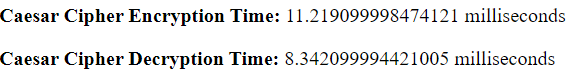 Caesar Cipher Encryption Time: 11.219099998474121 milliseconds
Caesar Cipher Decryption Time: 8.342099994421005 milliseconds